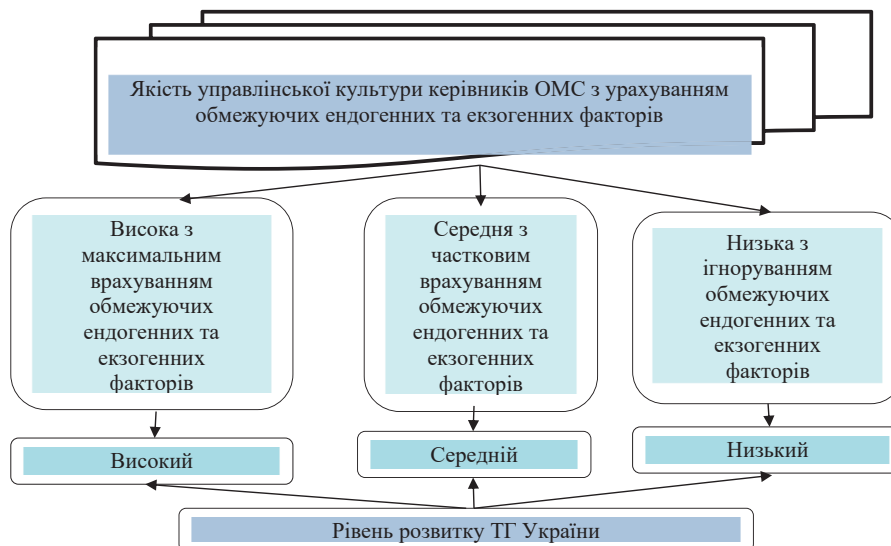 Якість управлінської культури керівників ОМС з урахуванням
обмежуючих ендогенних та екзогенних факторів
Висока з
максимальним
врахуванням
обмежуючих
ендогенних та
екзогенних
факторів
Середня з
частковим
врахуванням
обмежуючих
ендогенних та
екзогенних
факторів
Низька з
ігноруванням
обмежуючих
ендогенних та
екзогенних
факторів
Високий
Середній
Низький
Рівень розвитку ТГ України